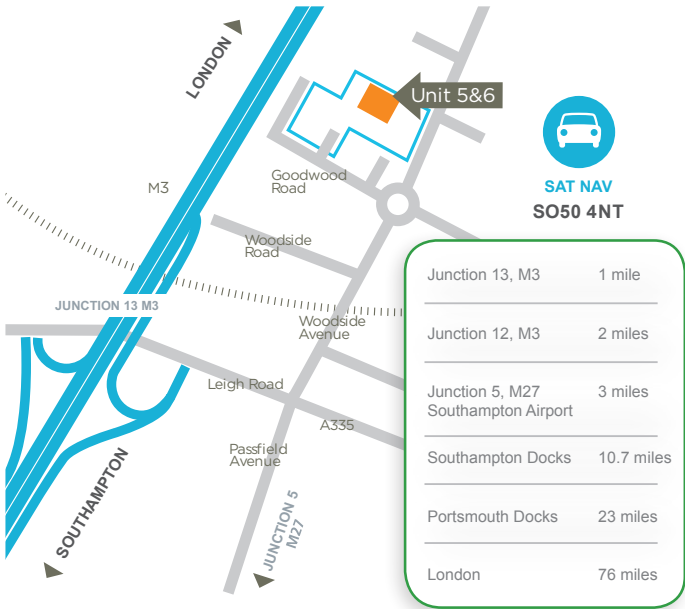 LONDON
Unit 5&6
SAT NAV
SO50 4NT
M3
Goodwood
Road
Woodside
Road
JUNCTION 13 M3
Woodside
Avenue
Leigh Road
A335
Passfield
Avenue
SOUTHAMPTON
JUNCTION 5
M27
Junction 13, M3 1 mile
Junction 12, M3 2 miles
Junction 5, M27 3 miles
Southampton Airport
Southampton Docks 10.7 miles
Portsmouth Docks 23 miles
London 76 miles